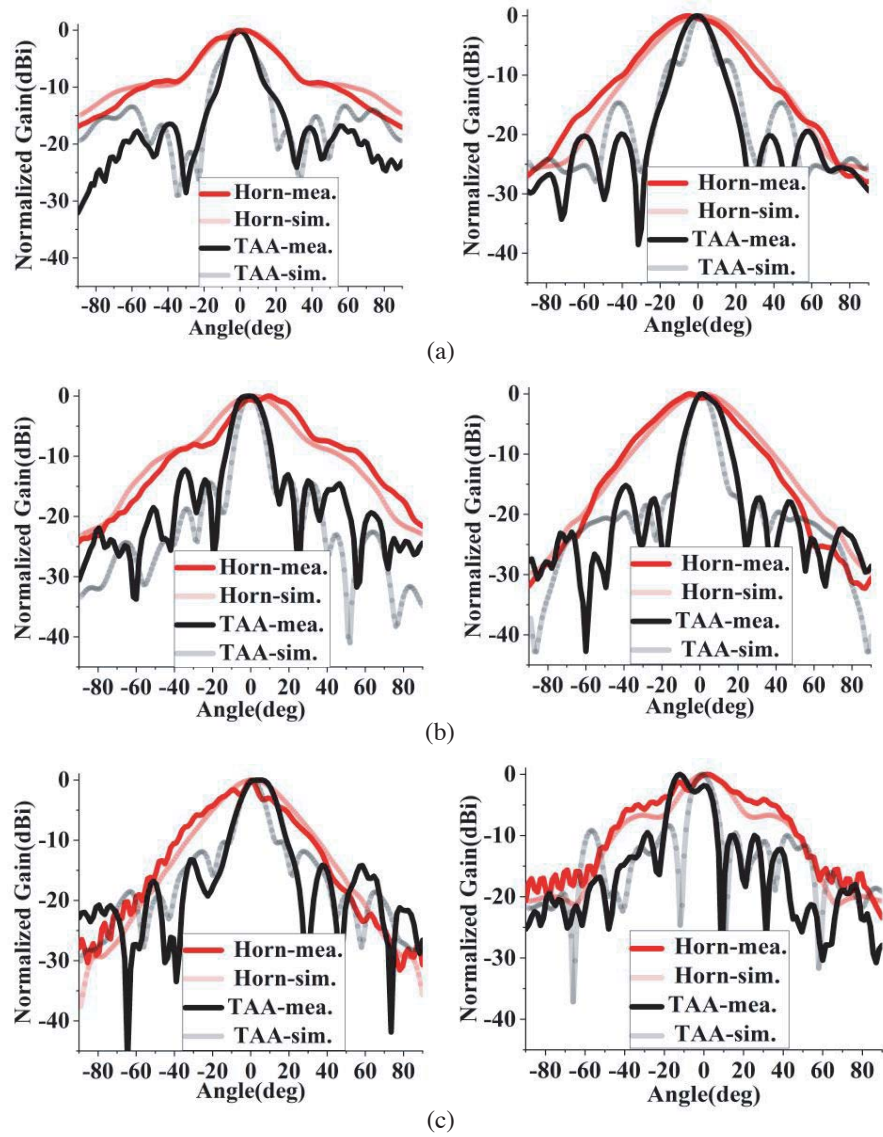 0
-10
-20
-30
-40
Normalized Gain(dBi)
Horn-mea.
Horn-sim.
TAA-mea.
TAA-sim.
-80 -60 -40 -20 0 20 40 60 80
Angle(deg)
0
-10
-20
-30
-40
Normalized Gain(dBi)
Horn-mea.
Horn-sim.
TAA-mea.
TAA-sim.
-80 -60 -40 -20 0 20 40 60 80
Angle(deg)
(a)
0
-10
-20
-30
-40
Normalized Gain(dBi)
Horn-mea.
Horn-sim.
TAA-mea.
TAA-sim.
-80 -60 -40 -20 0 20 40 60 80
Angle(deg)
0
-10
-20
-30
-40
Normalized Gain(dBi)
Horn-mea.
Horn-sim.
TAA-mea.
TAA-sim.
-80 -60 -40 -20 0 20 40 60 80
Angle(deg)
(b)
0
-10
-20
-30
-40
Normalized Gain(dBi)
Horn-mea.
Horn-sim.
TAA-mea.
TAA-sim.
-80 -60 -40 -20 0 20 40 60 80
Angle(deg)
0
-10
-20
-30
-40
Normalized Gain(dBi)
Horn-mea.
Horn-sim.
TAA-mea.
TAA-sim.
-80 -60 -40 -20 0 20 40 60 80
Angle(deg)
(c)